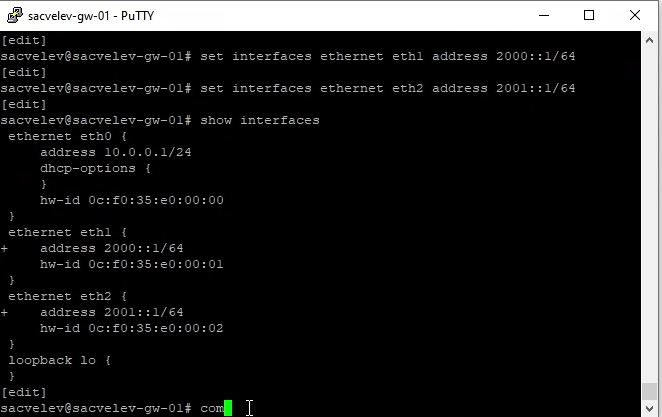 sacvelev-gw-01 - PuTTY
[edit]
sacvelev@sacvelev-gw-01# set interfaces ethernet eth1 address 2000::1/64
[edit]
sacvelev@sacvelev-gw-01# set interfaces ethernet eth2 address 2001::1/64
[edit]
sacvelev@sacvelev-gw-01# show interfaces
 ethernet eth0 {
     address 10.0.0.1/24
     dhcp-options {
     }
     hw-id 0c:f0:35:e0:00:00
 }
 ethernet eth1 {
+    address 2000::1/64
     hw-id 0c:f0:35:e0:00:01
 }
 ethernet eth2 {
+    address 2001::1/64
     hw-id 0c:f0:35:e0:00:02
 }
 loopback lo {
 }
[edit]
sacvelev@sacvelev-gw-01# com